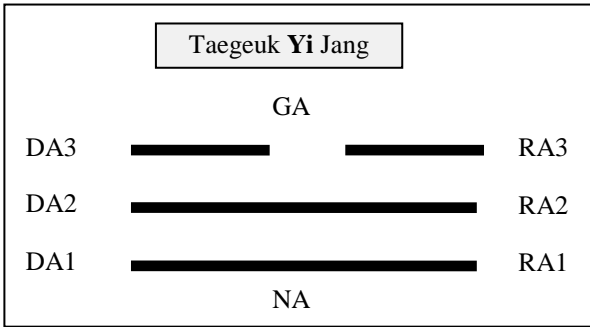 Taegeuk Yi Jang
GA
DA3 RA3
DA2 RA2
DA1 RA1
NA